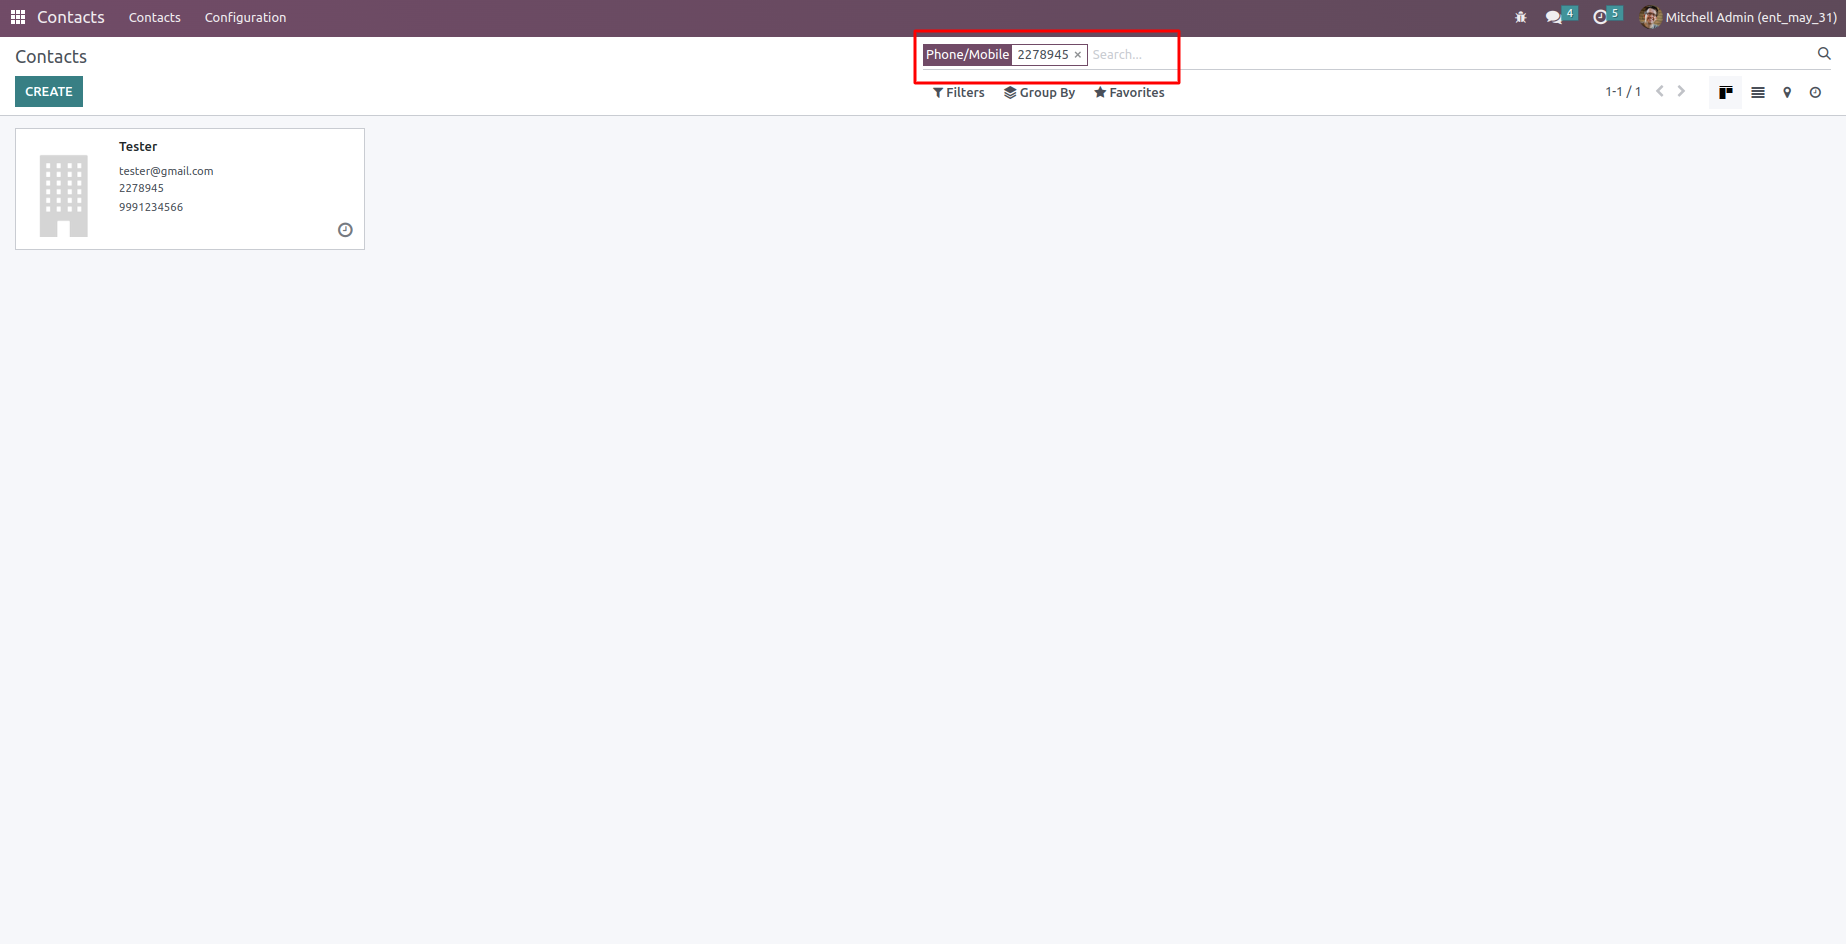 Contacts Contacts Configuration 4 5 Mitchell Admin (ent_may_31)
Contacts Phone/Mobile 2278945 × Search...
CREATE Filters Group By Favorites 1-1 / 1
Tester
tester@gmail.com
2278945
9991234566